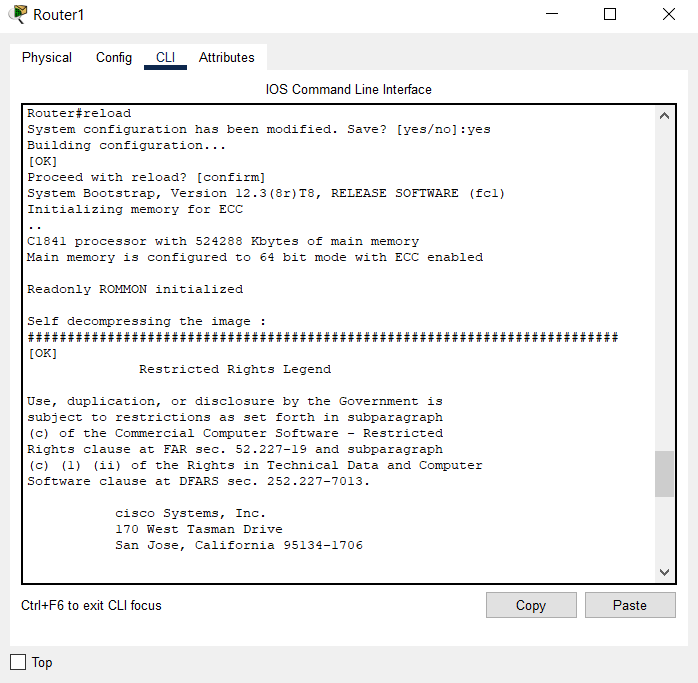 Router1
Physical Config CLI Attributes
IOS Command Line Interface
Router#reload
System configuration has been modified. Save? [yes/no]:yes
Building configuration...
[OK]
Proceed with reload? [confirm]
System Bootstrap, Version 12.3(8r)T8, RELEASE SOFTWARE (fc1)
Initializing memory for ECC
..
C1841 processor with 524288 Kbytes of main memory
Main memory is configured to 64 bit mode with ECC enabled
Readonly ROMMON initialized
Self decompressing the image :
##########################################################################
[OK]
Restricted Rights Legend
Use, duplication, or disclosure by the Government is
subject to restrictions as set forth in subparagraph
(c) of the Commercial Computer Software - Restricted
Rights clause at FAR sec. 52.227-19 and subparagraph
(c) (1) (ii) of the Rights in Technical Data and Computer
Software clause at DFARS sec. 252.227-7013.
cisco Systems, Inc.
170 West Tasman Drive
San Jose, California 95134-1706
Ctrl+F6 to exit CLI focus
Copy Paste
Top